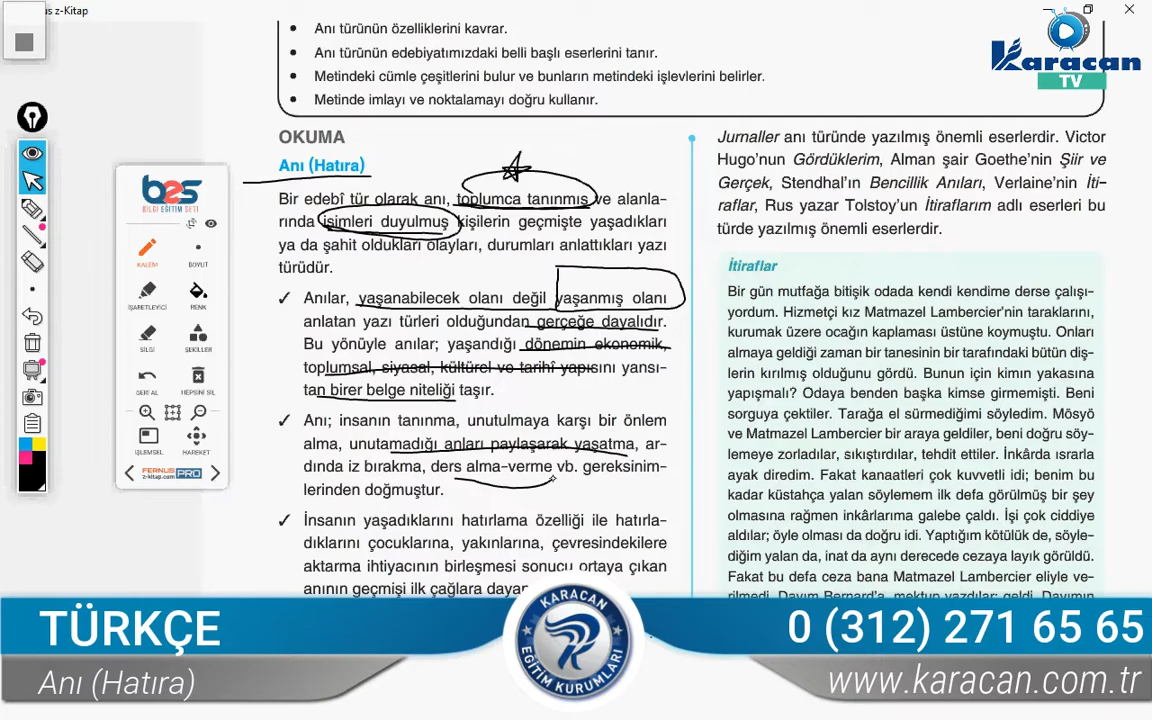 us z-Kitap
Karacan
TV
• Anı türünün özelliklerini kavrar.
• Anı türünün edebiyatımızdaki belli başlı eserlerini tanır.
• Metindeki cümle çeşitlerini bulur ve bunların metindeki işlevlerini belirler.
• Metinde imlayı ve noktalamayı doğru kullanır.
OKUMA
Anı (Hatıra)
Bir edebî tür olarak anı, toplumca tanınmış ve alanla-
rında isimleri duyulmuş kişilerin geçmişte yaşadıkları
ya da şahit oldukları olayları, durumları anlattıkları yazı
türüdür.
✓ Anılar, yaşanabilecek olanı değil yaşanmış olanı
anlatan yazı türleri olduğundan gerçeğe dayalıdır.
Bu yönüyle anılar; yaşandığı dönemin ekonomik,
toplumsal, siyasal, kültürel ve tarihî yapısını yansı-
tan birer belge niteliği taşır.
✓ Anı; insanın tanınma, unutulmaya karşı bir önlem
alma, unutamadığı anları paylaşarak yaşatma, ar-
dında iz bırakma, ders alma-verme vb. gereksinim-
lerinden doğmuştur.
✓ İnsanın yaşadıklarını hatırlama özelliği ile hatırla-
dıklarını çocuklarına, yakınlarına, çevresindekilere
aktarma ihtiyacının birleşmesi sonucu ortaya çıkan
anının geçmişi ilk çağlara dayan
Jurnaller anı türünde yazılmış önemli eserlerdir. Victor
Hugo'nun Gördüklerim, Alman şair Goethe'nin Şiir ve
Gerçek, Stendhal'ın Bencillik Anıları, Verlaine'nin İti-
raflar, Rus yazar Tolstoy'un İtiraflarım adlı eserleri bu
türde yazılmış önemli eserlerdir.
İtiraflar
Bir gün mutfağa bitişik odada kendi kendime derse çalışı-
yordum. Hizmetçi kız Matmazel Lambercier'nin taraklarını,
kurumak üzere ocağın kaplaması üstüne koymuştu. Onları
almaya geldiği zaman bir tanesinin bir tarafındaki bütün diş-
lerin kırılmış olduğunu gördü. Bunun için kimin yakasına
yapışmalı? Odaya benden başka kimse girmemişti. Beni
sorguya çektiler. Tarağa el sürmediğimi söyledim. Mösyö
ve Matmazel Lambercier bir araya geldiler, beni doğru söy-
lemeye zorladılar, sıkıştırdılar, tehdit ettiler. İnkârda ısrarla
ayak diredim. Fakat kanaatleri çok kuvvetli idi; benim bu
kadar küstahça yalan söylemem ilk defa görülmüş bir şey
olmasına rağmen inkârlarıma galebe çaldı. İşi çok ciddiye
aldılar; öyle olması da doğru idi. Yaptığım kötülük de, söyle-
diğim yalan da, inat da aynı derecede cezaya layık görüldü.
Fakat bu defa ceza bana Matmazel Lambercier eliyle ve-
rilmedi. Dayım Bernard'a, mektup yazdılar; geldi. Dayımın
bes
BİLGİ EĞİTİM SETİ
KALEM
BOYUT
İŞARETLEYİCİ
RENK
SİLGİ
ŞEKİLLER
GERİ AL
HEPSİNİ SİL
İŞLEMSEL
HAREKET
FERNUS
z-kitap.com PRO
TÜRKÇE
Anı (Hatıra)
KARACAN
EĞİTİM KURUMLARI
0 (312) 271 65 65
www.karacan.com.tr